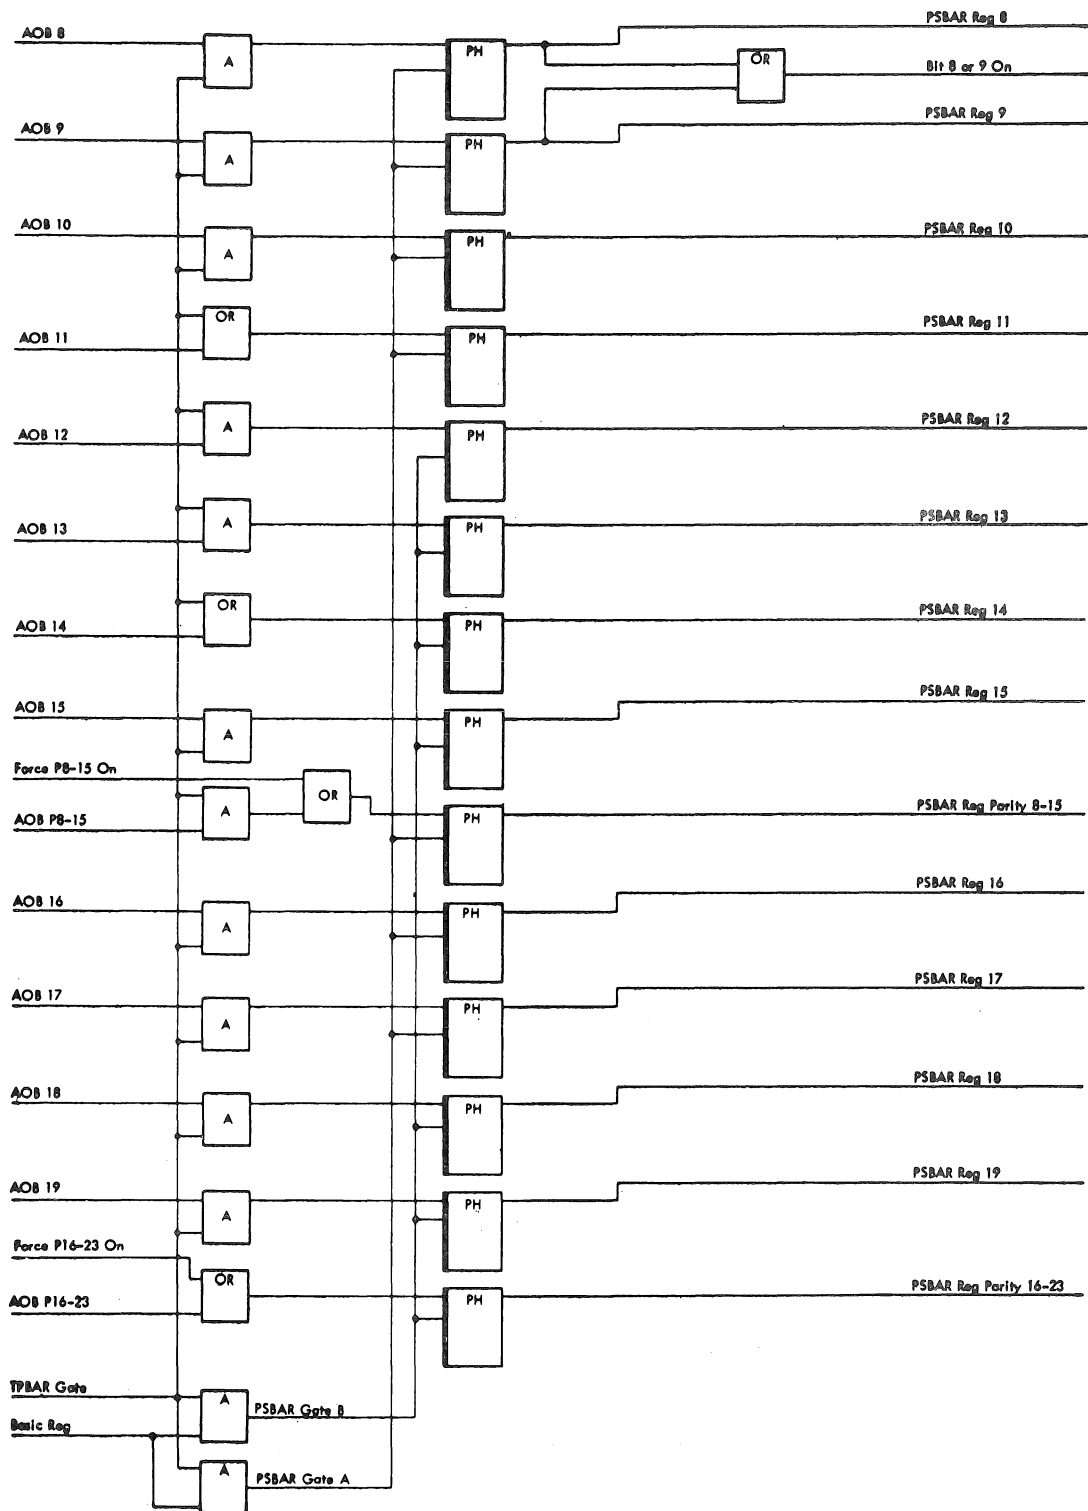 AOB 8
A
PH
PSBAR Reg 8
OR
Bit 8 or 9 On
AOB 9
A
PH
PSBAR Reg 9
AOB 10
A
PH
PSBAR Reg 10
OR
AOB 11
PH
PSBAR Reg 11
A
AOB 12
PH
PSBAR Reg 12
A
AOB 13
PH
PSBAR Reg 13
OR
AOB 14
PH
PSBAR Reg 14
AOB 15
A
PH
PSBAR Reg 15
Force P8-15 On
OR
A
AOB P8-15
PH
PSBAR Reg Parity 8-15
AOB 16
A
PH
PSBAR Reg 16
AOB 17
A
PH
PSBAR Reg 17
AOB 18
A
PH
PSBAR Reg 18
AOB 19
A
PH
PSBAR Reg 19
Force P16-23 On
OR
AOB P16-23
PH
PSBAR Reg Parity 16-23
TPBAR Gate
A
PSBAR Gate B
Basic Reg
A
PSBAR Gate A